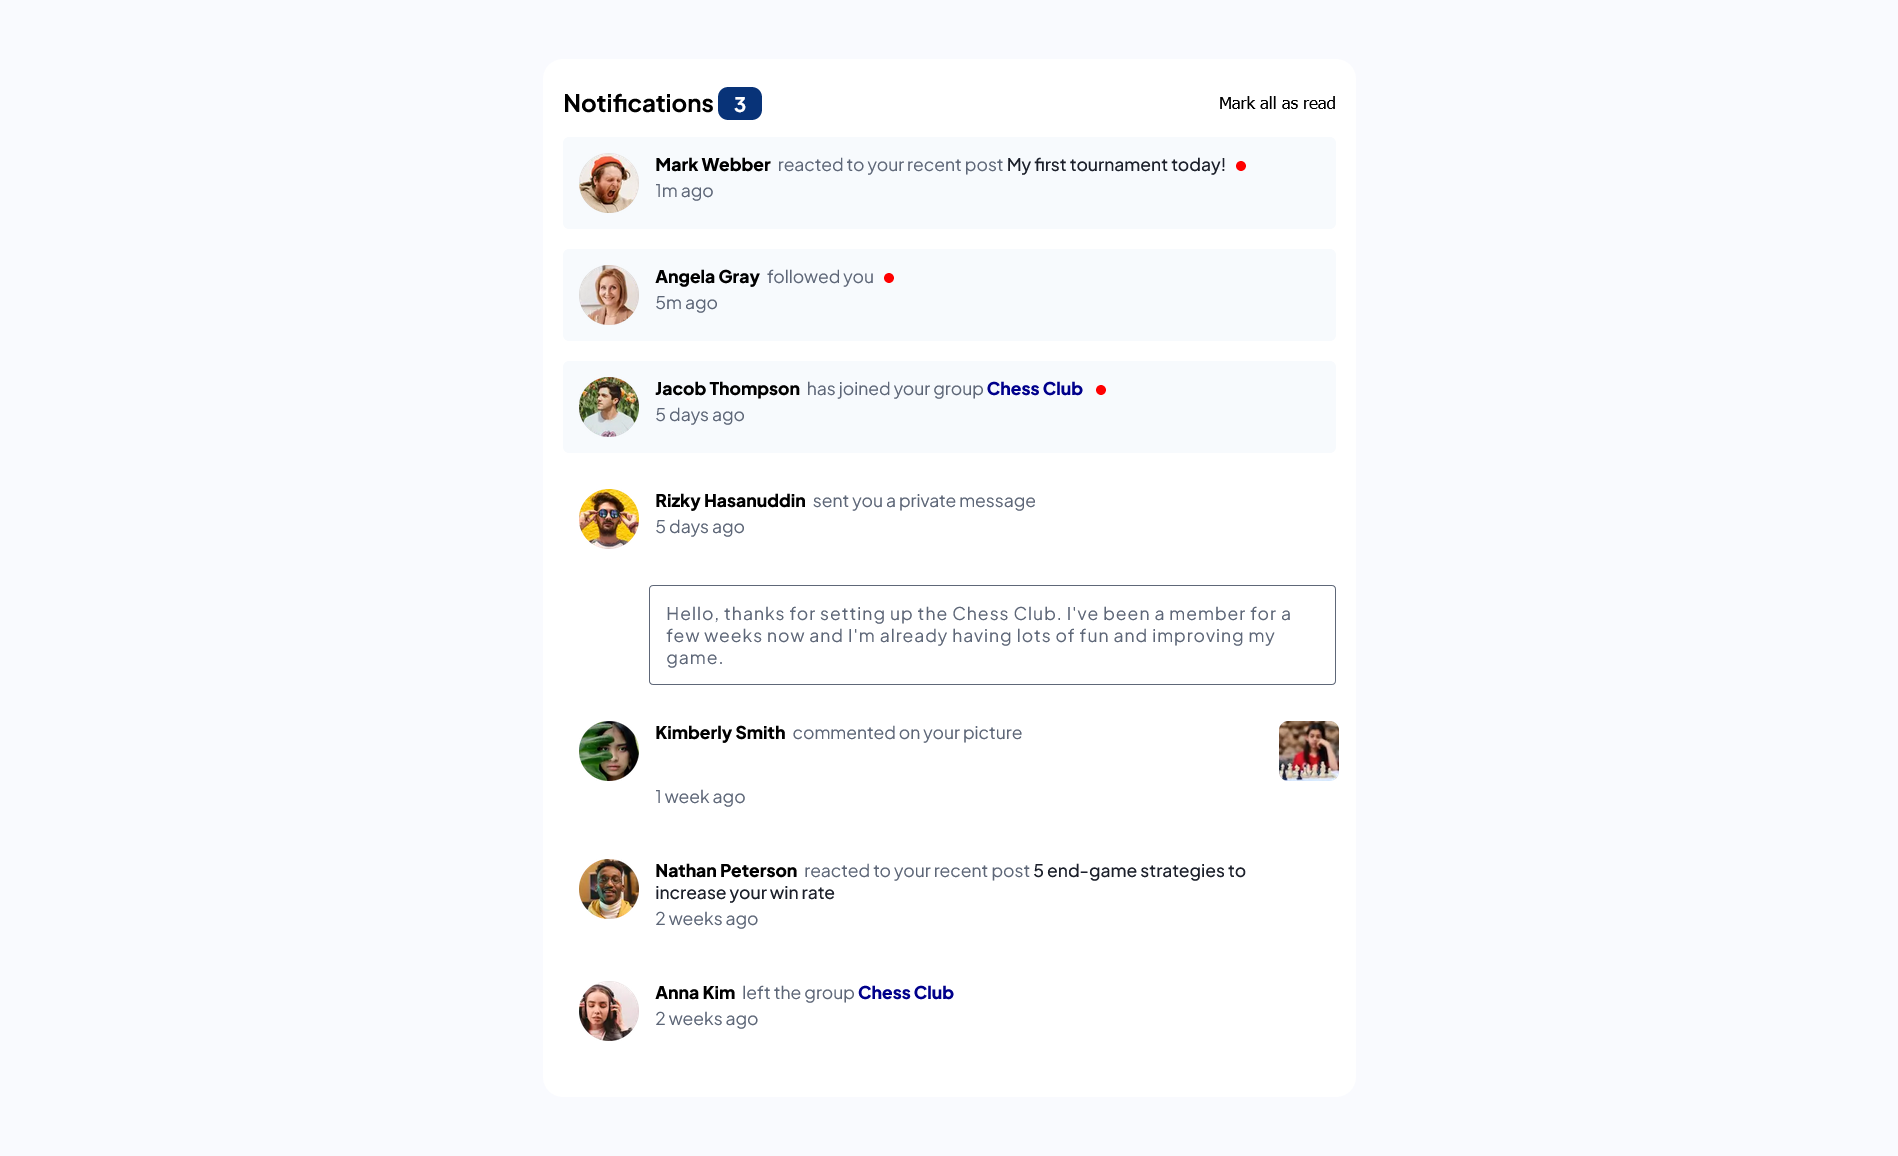 Notifications 3
Mark all as read
Mark Webber reacted to your recent post My first tournament today!
1m ago
Angela Gray followed you
5m ago
Jacob Thompson has joined your group Chess Club
5 days ago
Rizky Hasanuddin sent you a private message
5 days ago
Hello, thanks for setting up the Chess Club. I've been a member for a
few weeks now and I'm already having lots of fun and improving my
game.
Kimberly Smith commented on your picture
1 week ago
Nathan Peterson reacted to your recent post 5 end-game strategies to
increase your win rate
2 weeks ago
Anna Kim left the group Chess Club
2 weeks ago